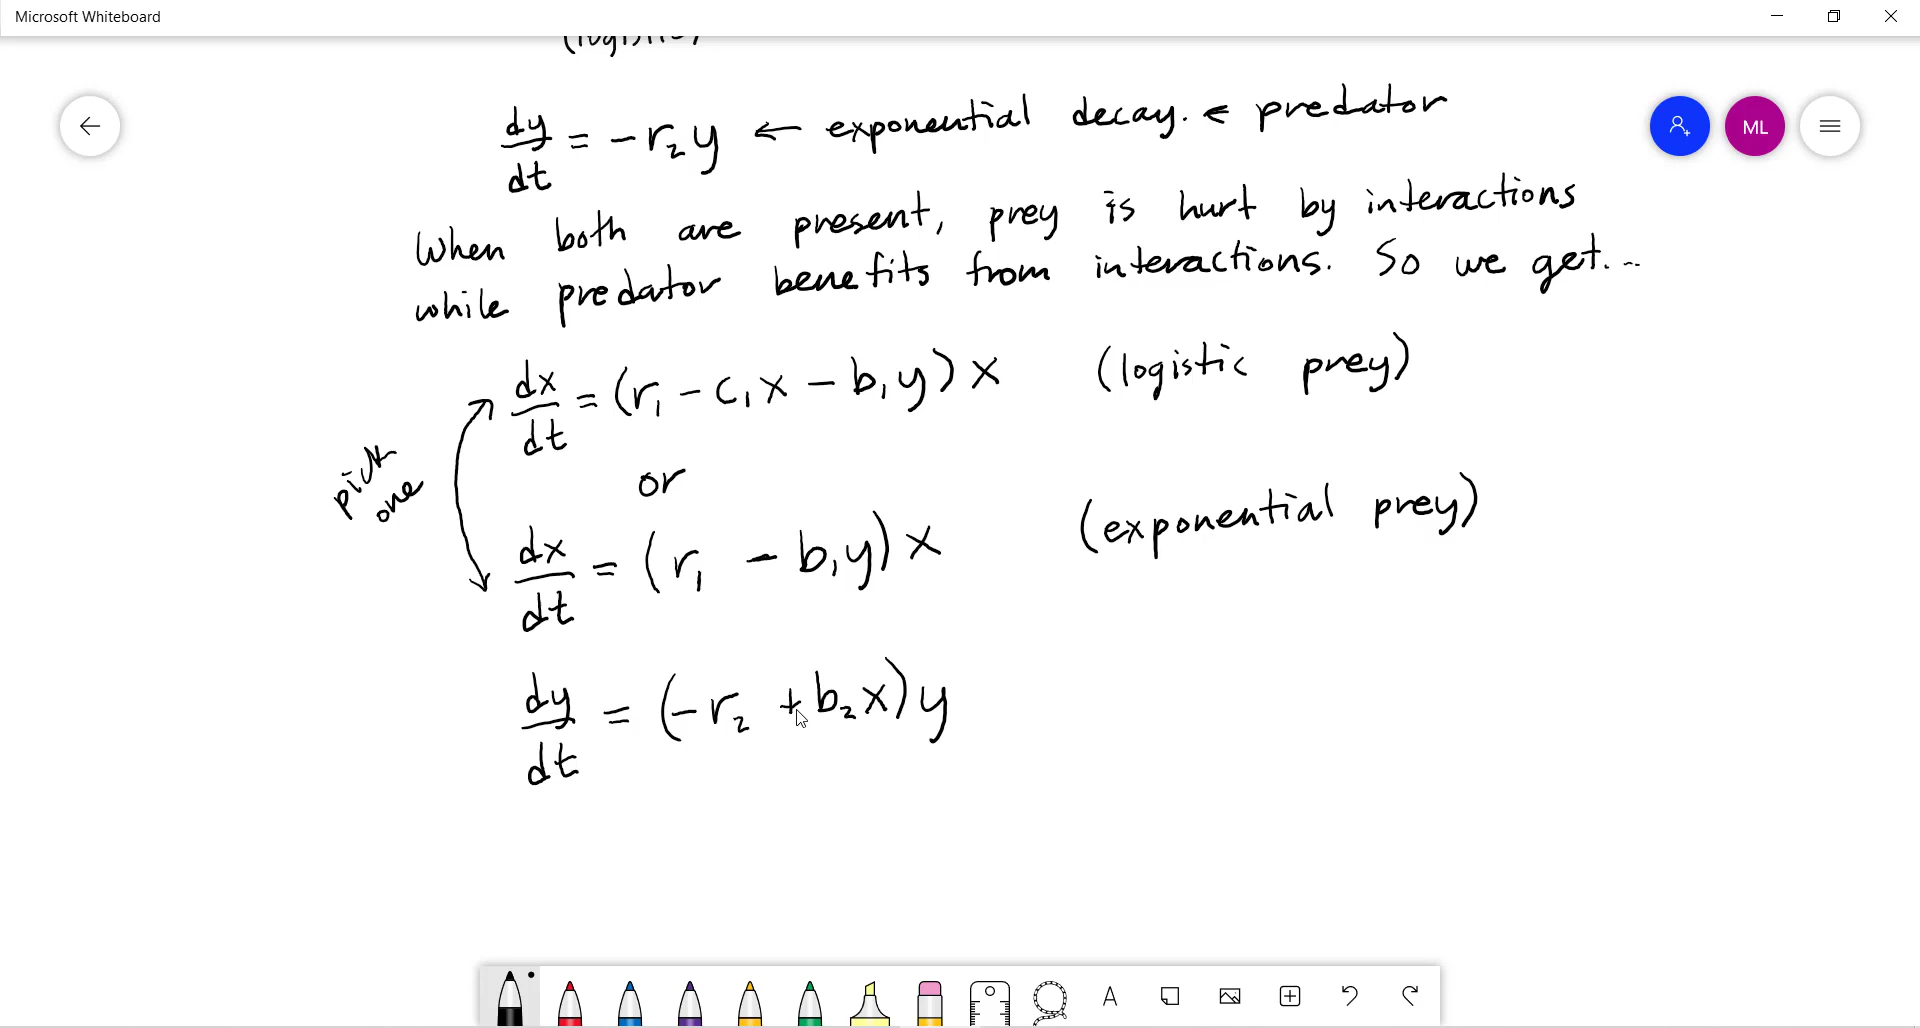 Microsoft Whiteboard
(logistic)
dy/dt = -r₂y ← exponential decay. ← predator
ML
When both are present, prey is hurt by interactions
while predator benefits from interactions. So we get...
dx/dt = (r₁ - c₁x - b₁y)x (logistic prey)
pick
one
or
dx/dt = (r₁ - b₁y)x (exponential prey)
dy/dt = (-r₂ + b₂x)y
A